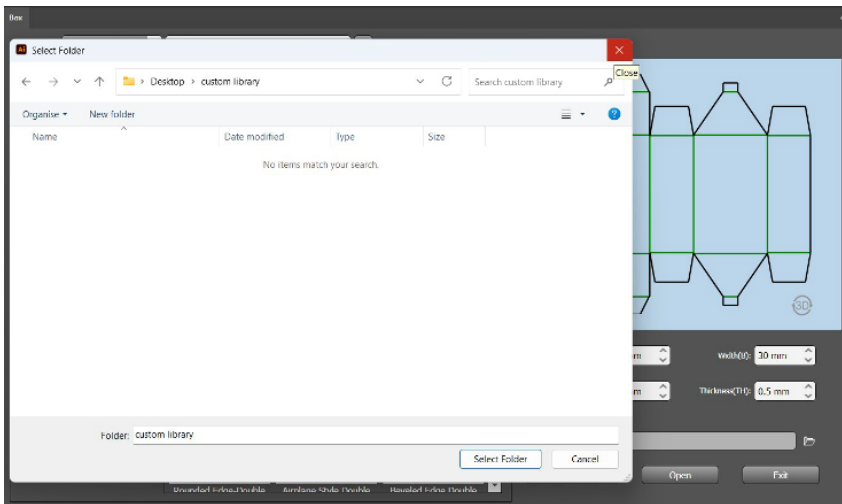 Box
Ai Select Folder
Close
Desktop > custom library
Search custom library
Organise
New folder
Name
Date modified
Type
Size
No items match your search.
3D
m
Width(B): 30 mm
m
Thickness(TH): 0.5 mm
Folder: custom library
Select Folder
Cancel
Open
Exit
Rounded Edge-Double
Airplane Style Double
Beveled Edge Double